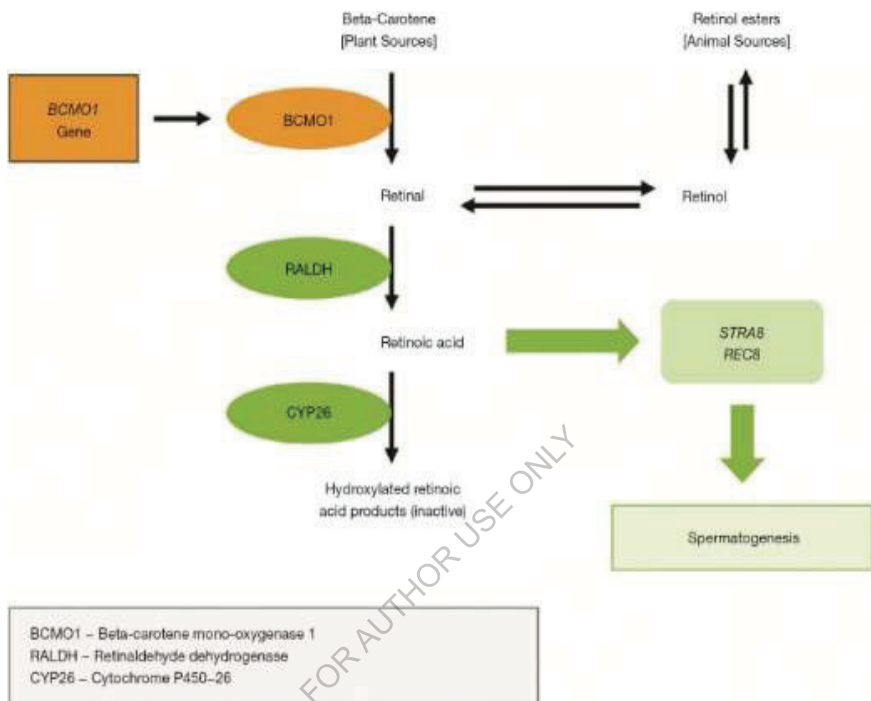 Beta-Carotene
[Plant Sources]
Retinol esters
[Animal Sources]
BCMO1
Gene
BCMO1
Retinal
Retinol
RALDH
Retinoic acid
STRA8
REC8
CYP26
Hydroxylated retinoic
acid products (inactive)
Spermatogenesis
FOR AUTHOR USE ONLY
BCMO1 – Beta-carotene mono-oxygenase 1
RALDH – Retinaldehyde dehydrogenase
CYP26 – Cytochrome P450–26